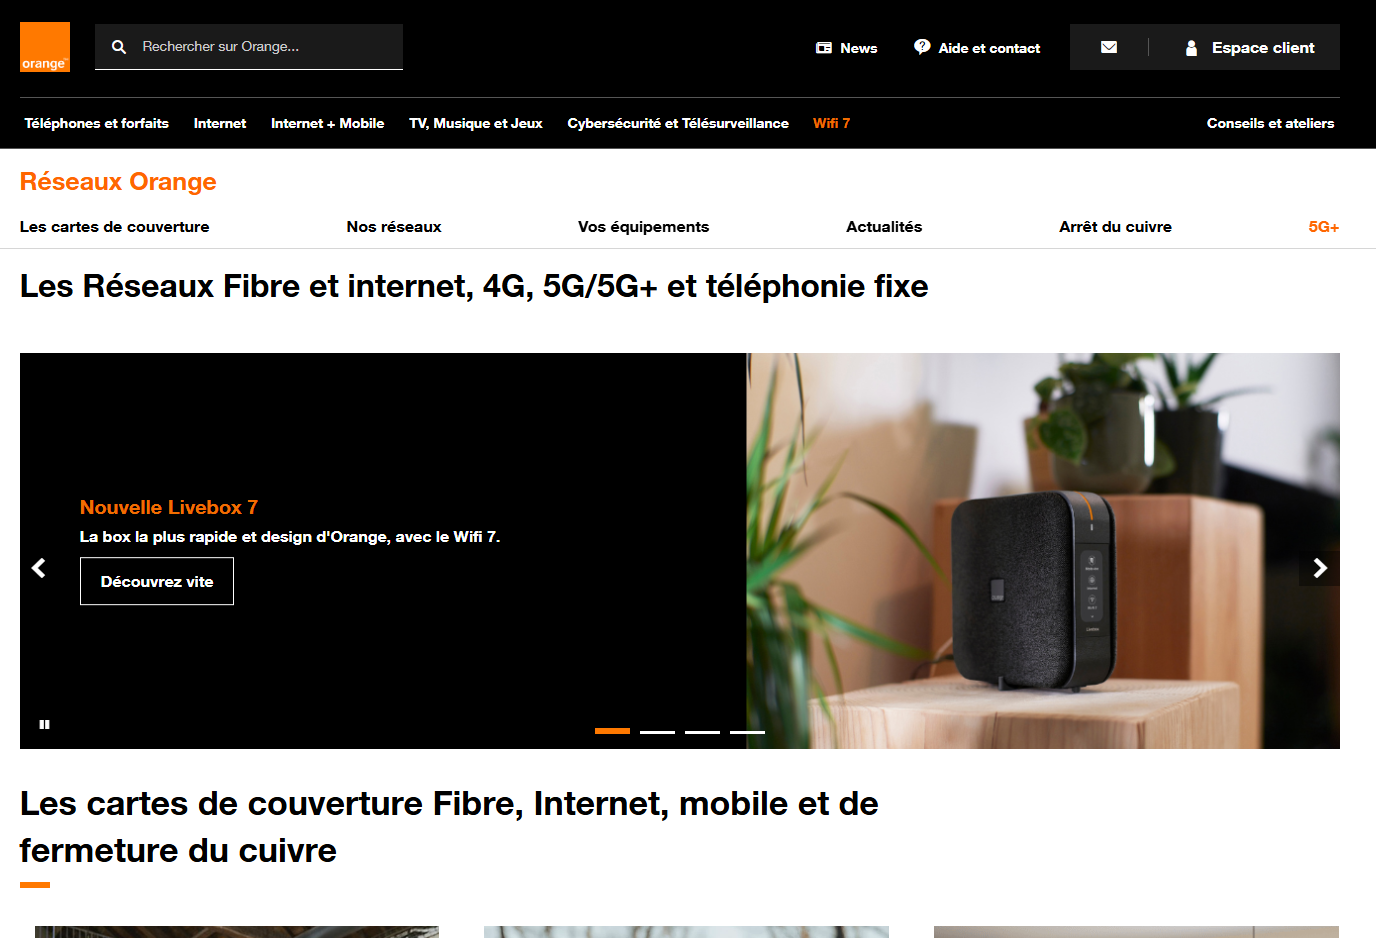 orange
Rechercher sur Orange...
News
Aide et contact
Espace client
Téléphones et forfaits
Internet
Internet + Mobile
TV, Musique et Jeux
Cybersécurité et Télésurveillance
Wifi 7
Conseils et ateliers
Réseaux Orange
Les cartes de couverture
Nos réseaux
Vos équipements
Actualités
Arrêt du cuivre
5G+
Les Réseaux Fibre et internet, 4G, 5G/5G+ et téléphonie fixe
Nouvelle Livebox 7
La box la plus rapide et design d'Orange, avec le Wifi 7.
Découvrez vite
Les cartes de couverture Fibre, Internet, mobile et de
fermeture du cuivre